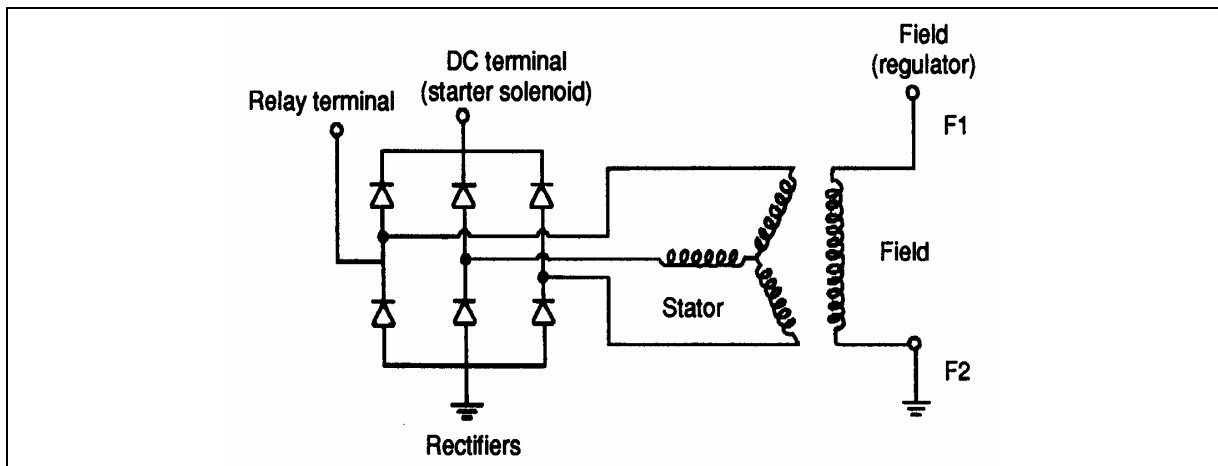 Field
(regulator)
DC terminal
(starter solenoid)
Relay terminal
F1
Field
Stator
F2
Rectifiers